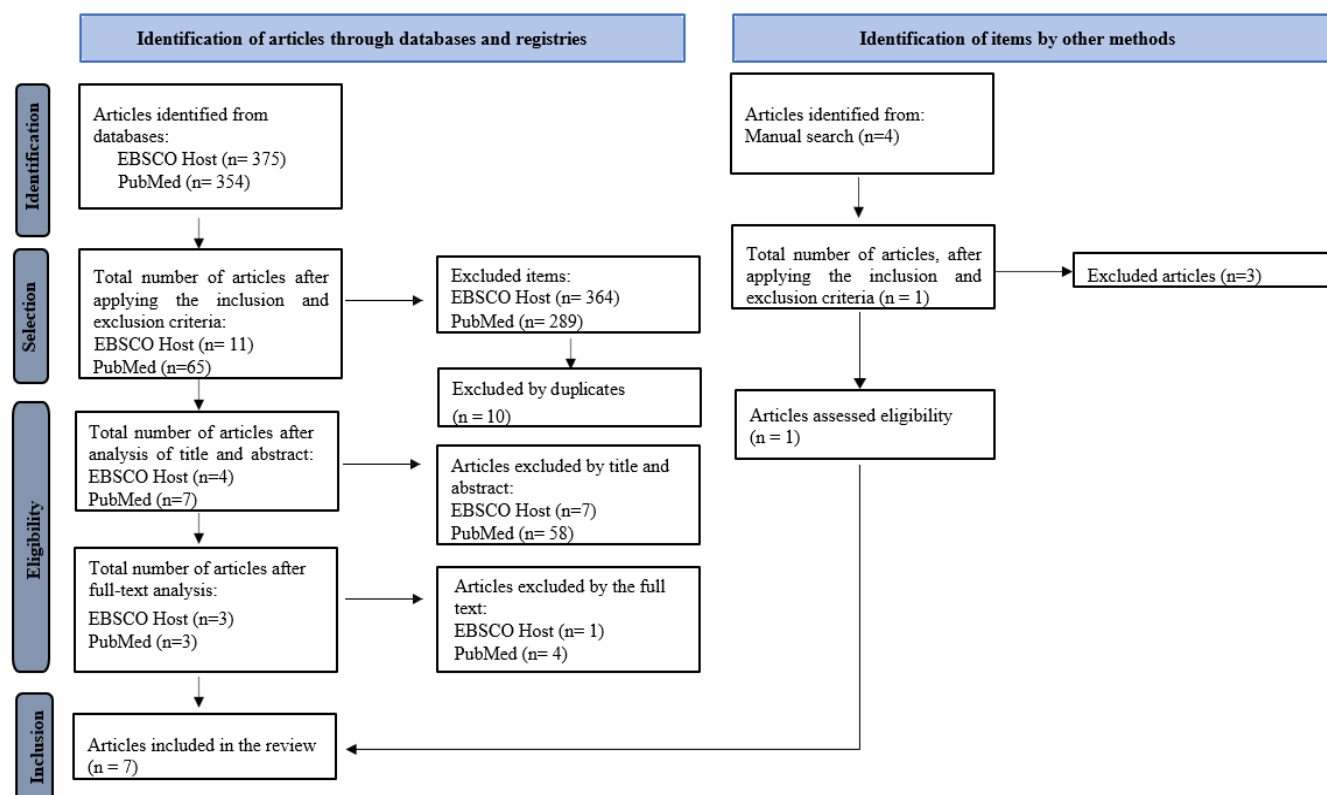 Identification of articles through databases and registries
Identification of items by other methods
Identification
Articles identified from
databases:
EBSCO Host (n= 375)
PubMed (n= 354)
Articles identified from:
Manual search (n=4)
Selection
Total number of articles after
applying the inclusion and
exclusion criteria:
EBSCO Host (n= 11)
PubMed (n=65)
Excluded items:
EBSCO Host (n= 364)
PubMed (n= 289)
Excluded by duplicates
(n = 10)
Total number of articles, after
applying the inclusion and
exclusion criteria (n = 1)
Excluded articles (n=3)
Eligibility
Total number of articles after
analysis of title and abstract:
EBSCO Host (n=4)
PubMed (n=7)
Articles excluded by title and
abstract:
EBSCO Host (n=7)
PubMed (n= 58)
Articles assessed eligibility
(n = 1)
Total number of articles after
full-text analysis:
EBSCO Host (n=3)
PubMed (n=3)
Articles excluded by the full
text:
EBSCO Host (n= 1)
PubMed (n= 4)
Inclusion
Articles included in the review
(n = 7)